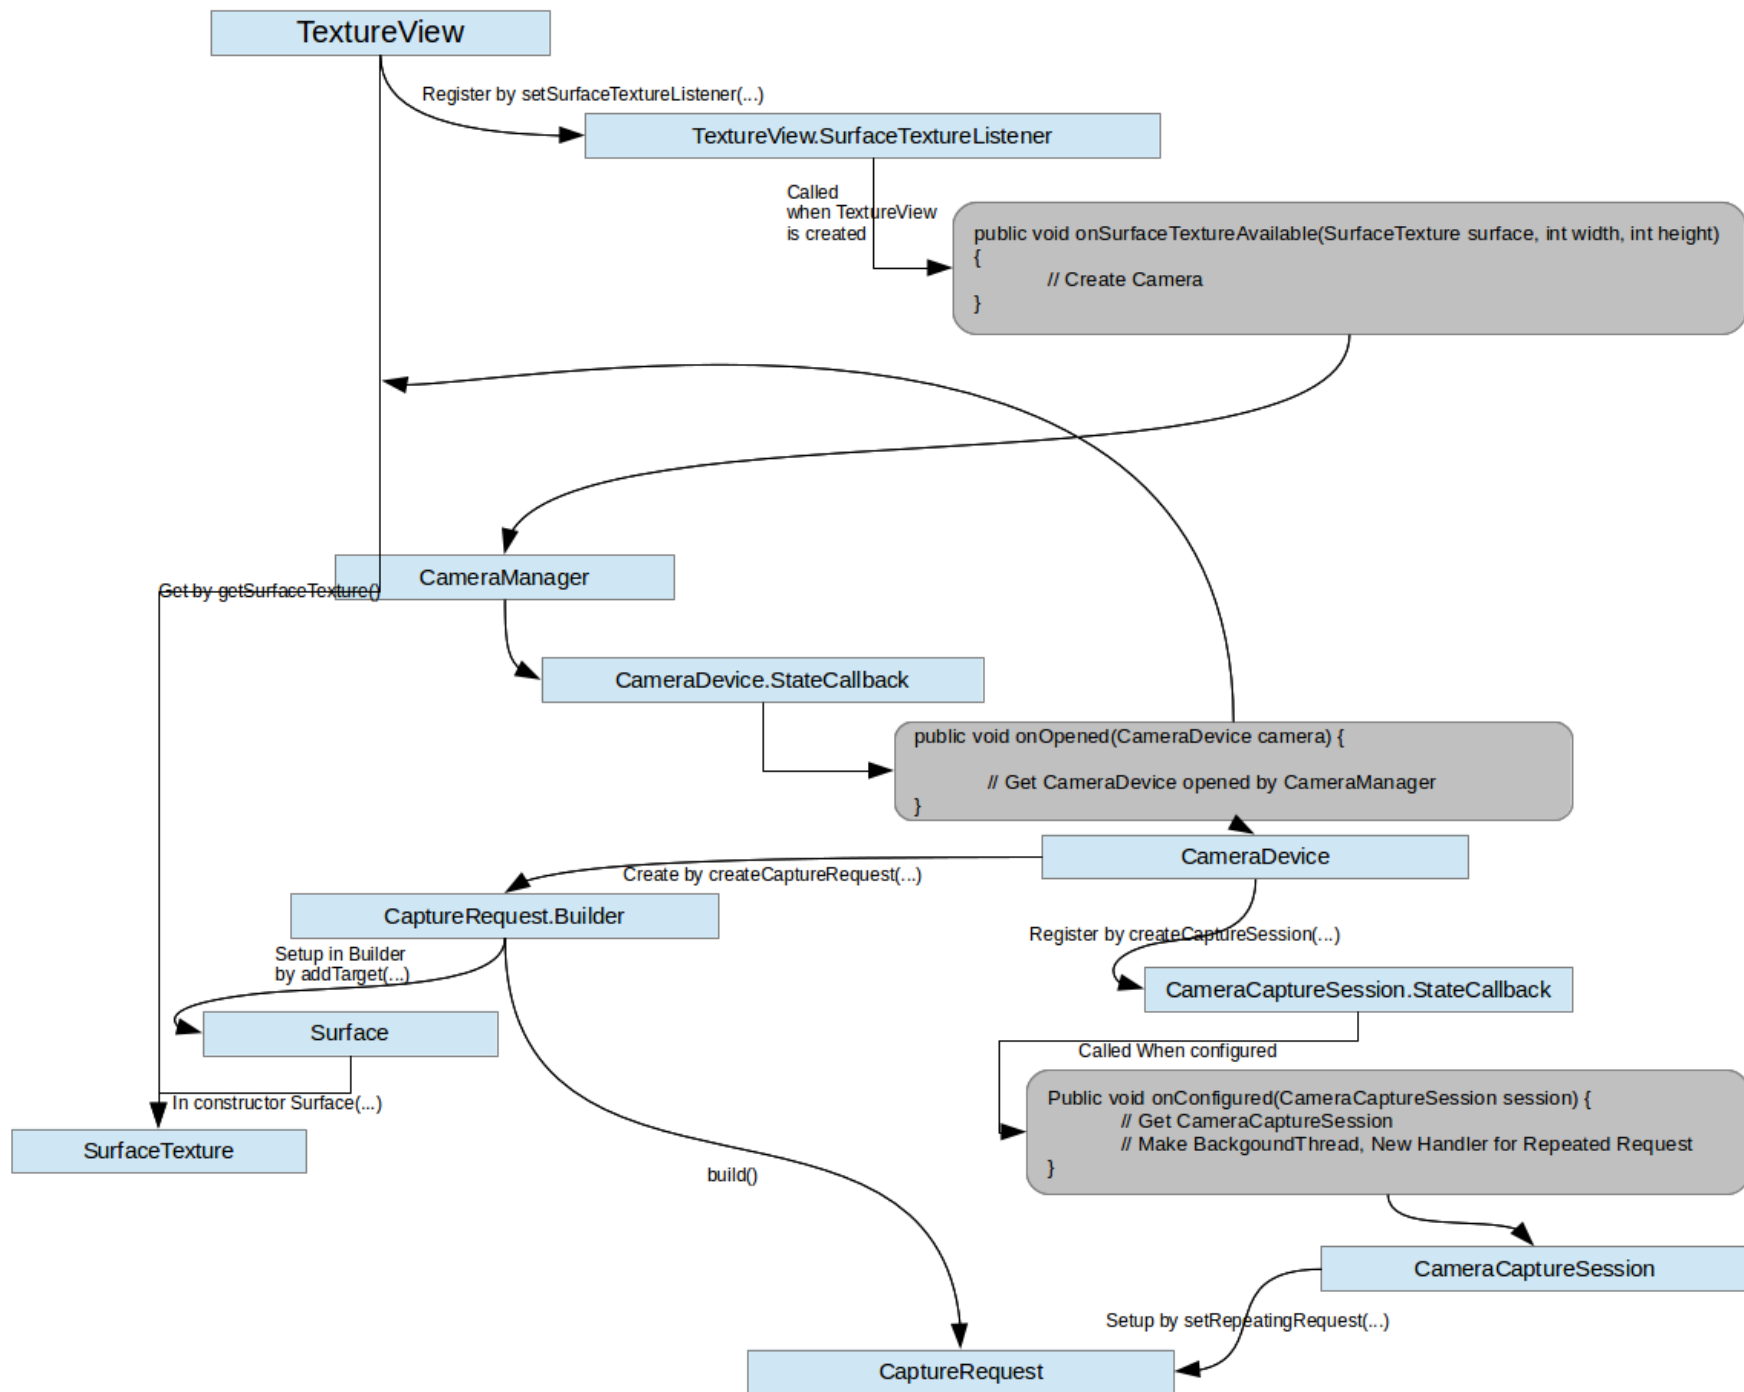 TextureView
Register by setSurfaceTextureListener(...)
TextureView.SurfaceTextureListener
Called
when TextureView
is created
public void onSurfaceTextureAvailable(SurfaceTexture surface, int width, int height)
{
// Create Camera
}
CameraManager
Get by getSurfaceTexture()
CameraDevice.StateCallback
public void onOpened(CameraDevice camera) {
// Get CameraDevice opened by CameraManager
}
CameraDevice
Create by createCaptureRequest(...)
CaptureRequest.Builder
Register by createCaptureSession(...)
Setup in Builder
by addTarget(...)
CameraCaptureSession.StateCallback
Surface
Called When configured
Public void onConfigured(CameraCaptureSession session) {
// Get CameraCaptureSession
// Make BackgoundThread, New Handler for Repeated Request
}
In constructor Surface(...)
SurfaceTexture
build()
CameraCaptureSession
Setup by setRepeatingRequest(...)
CaptureRequest